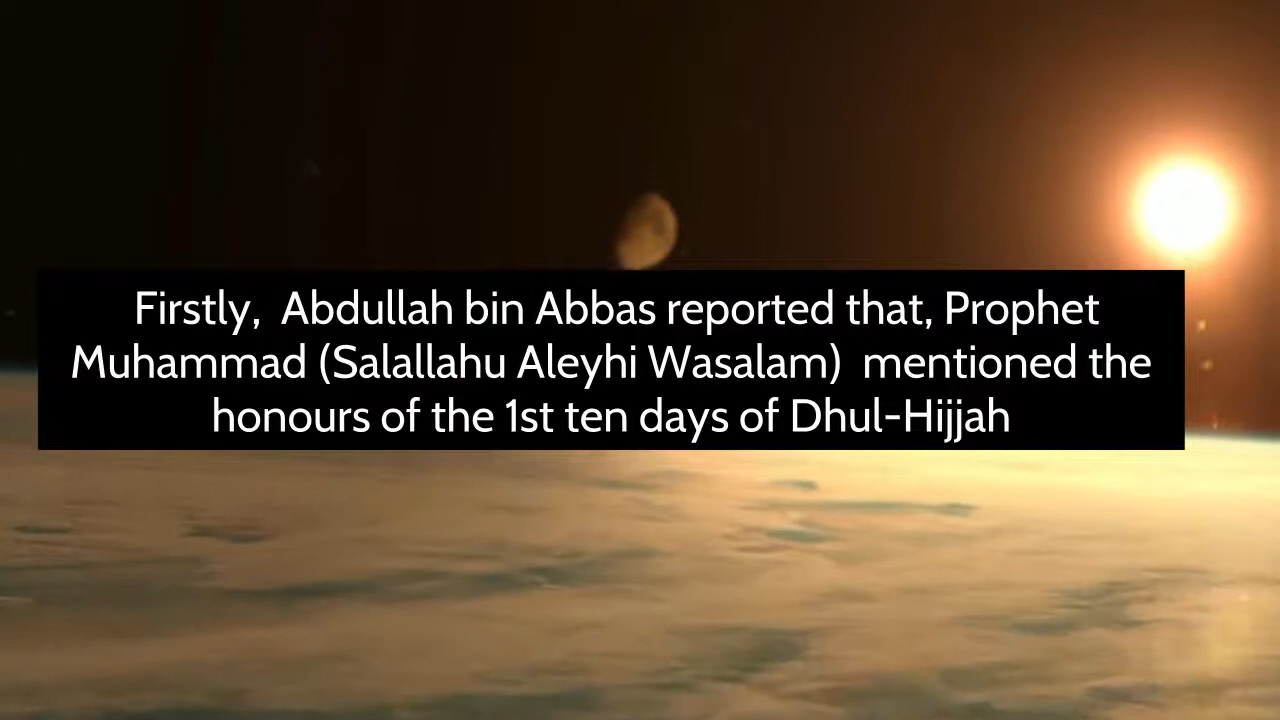 Firstly,  Abdullah bin Abbas reported that, Prophet
Muhammad (Salallahu Aleyhi Wasalam)  mentioned the
honours of the 1st ten days of Dhul-Hijjah